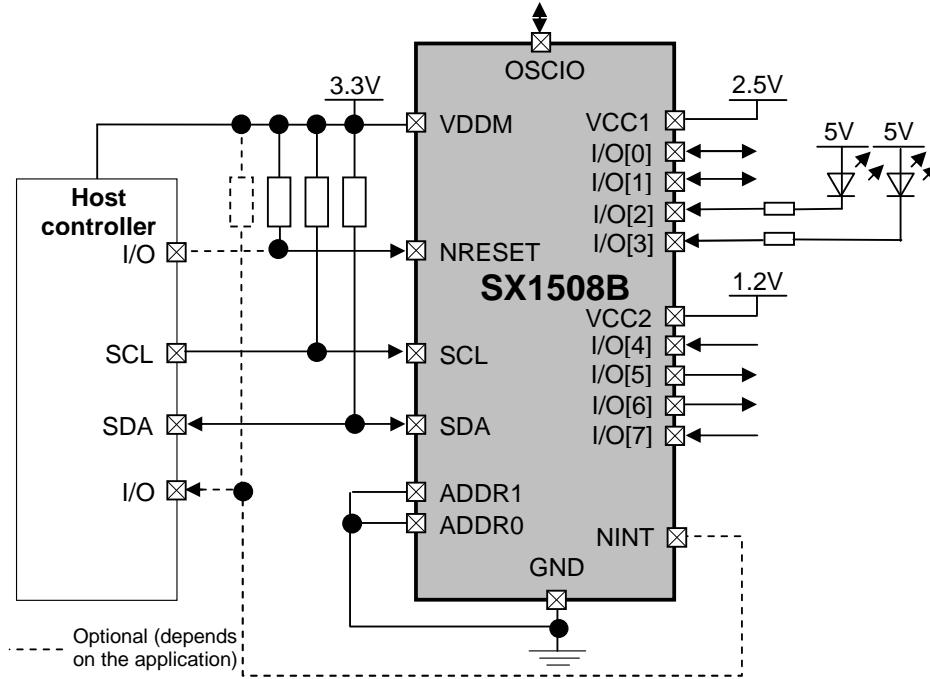 OSCIO
3.3V
2.5V
VDDM
VCC1
5V
5V
I/O[0]
I/O[1]
Host
controller
I/O[2]
I/O
NRESET
I/O[3]
SX1508B
1.2V
VCC2
SCL
SCL
I/O[4]
I/O[5]
I/O[6]
SDA
SDA
I/O[7]
I/O
ADDR1
ADDR0
NINT
GND
Optional (depends
on the application)